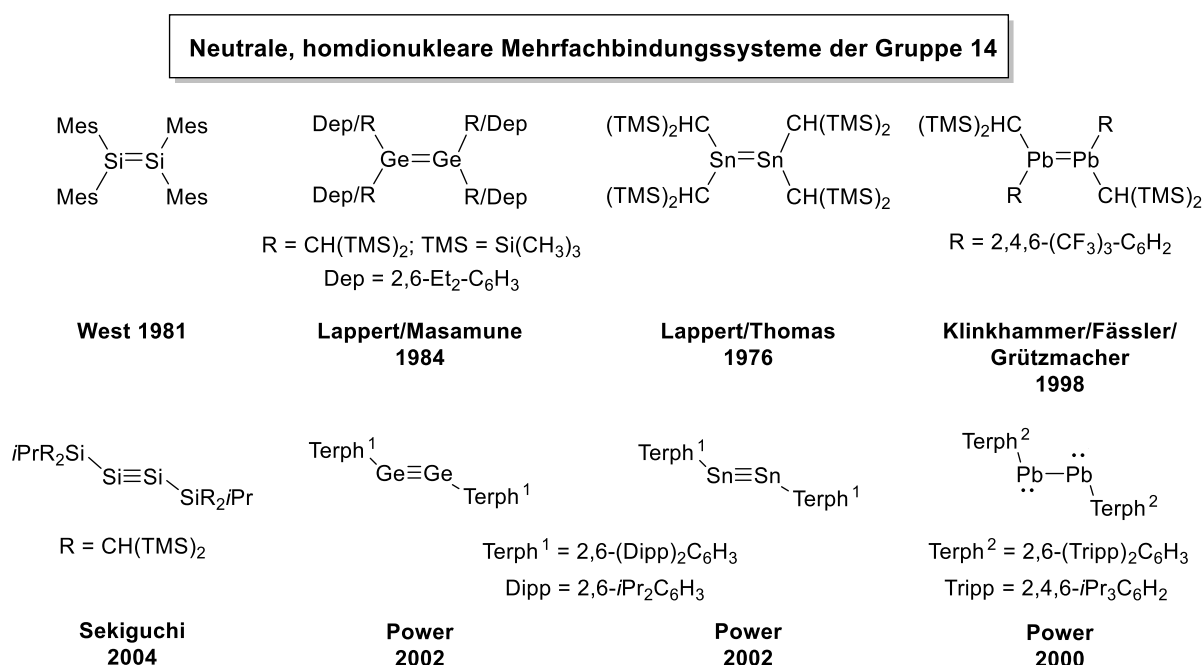 Neutrale, homdionukleare Mehrfachbindungssysteme der Gruppe 14
Mes Mes
Si=Si
Mes Mes
West 1981
Dep/R R/Dep
Ge=Ge
Dep/R R/Dep
R = CH(TMS)₂; TMS = Si(CH₃)₃
Dep = 2,6-Et₂-C₆H₃
Lappert/Masamune
1984
(TMS)₂HC CH(TMS)₂
Sn=Sn
(TMS)₂HC CH(TMS)₂
Lappert/Thomas
1976
(TMS)₂HC R
Pb=Pb
R CH(TMS)₂
R = 2,4,6-(CF₃)₃-C₆H₂
Klinkhammer/Fässler/
Grützmacher
1998
iPrR₂Si
Si≡Si
SiR₂iPr
R = CH(TMS)₂
Sekiguchi
2004
Terph¹
Ge≡Ge
Terph¹
Power
2002
Terph¹
Sn≡Sn
Terph¹
Terph¹ = 2,6-(Dipp)₂C₆H₃
Dipp = 2,6-iPr₂C₆H₃
Power
2002
Terph²
Pb–Pb
Terph²
Terph² = 2,6-(Tripp)₂C₆H₃
Tripp = 2,4,6-iPr₃C₆H₂
Power
2000